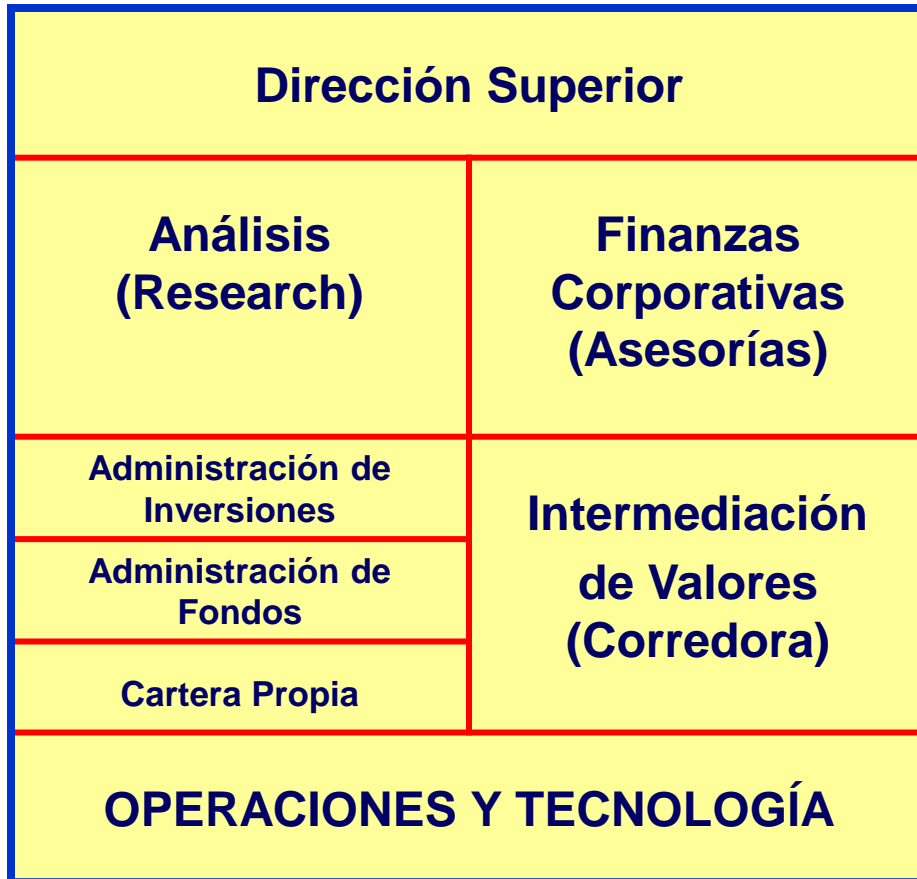 Dirección Superior
Análisis
(Research)
Finanzas
Corporativas
(Asesorías)
Administración de
Inversiones
Administración de
Fondos
Cartera Propia
Intermediación
de Valores
(Corredora)
OPERACIONES Y TECNOLOGÍA